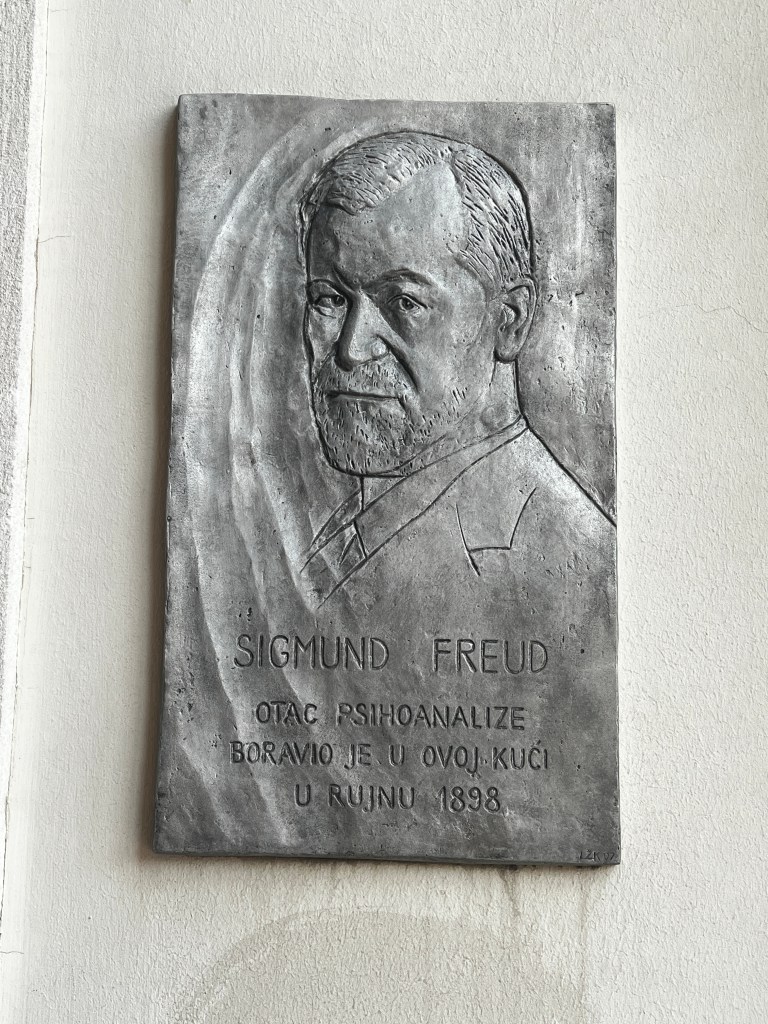 SIGMUND FREUD
OTAC PSIHOANALIZE
BORAVIO JE U OVOJ KUĆI
U RUJNU 1898